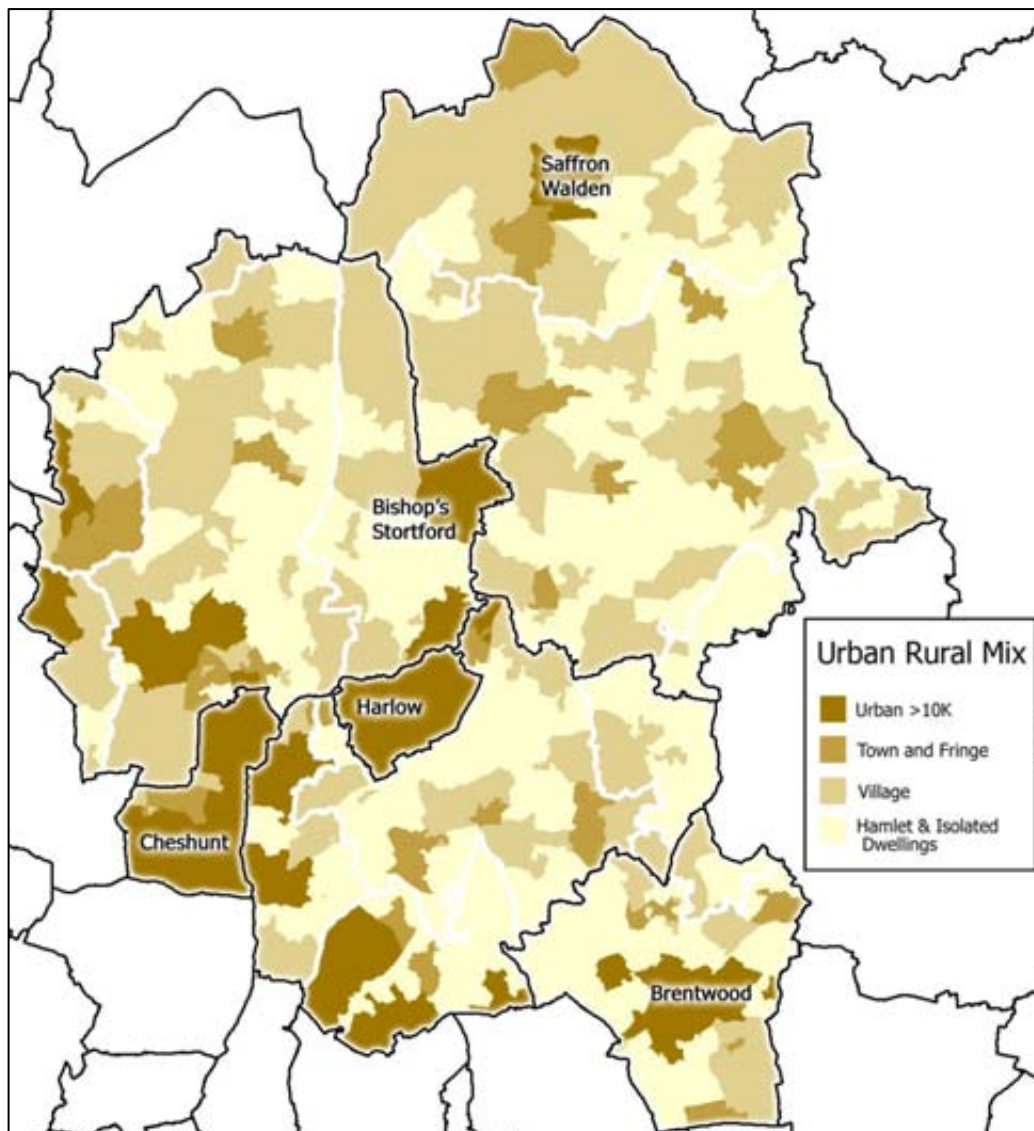 Saffron
Walden
Bishop's
Stortford
Harlow
Cheshunt
Brentwood
Urban Rural Mix
Urban >10K
Town and Fringe
Village
Hamlet & Isolated
Dwellings